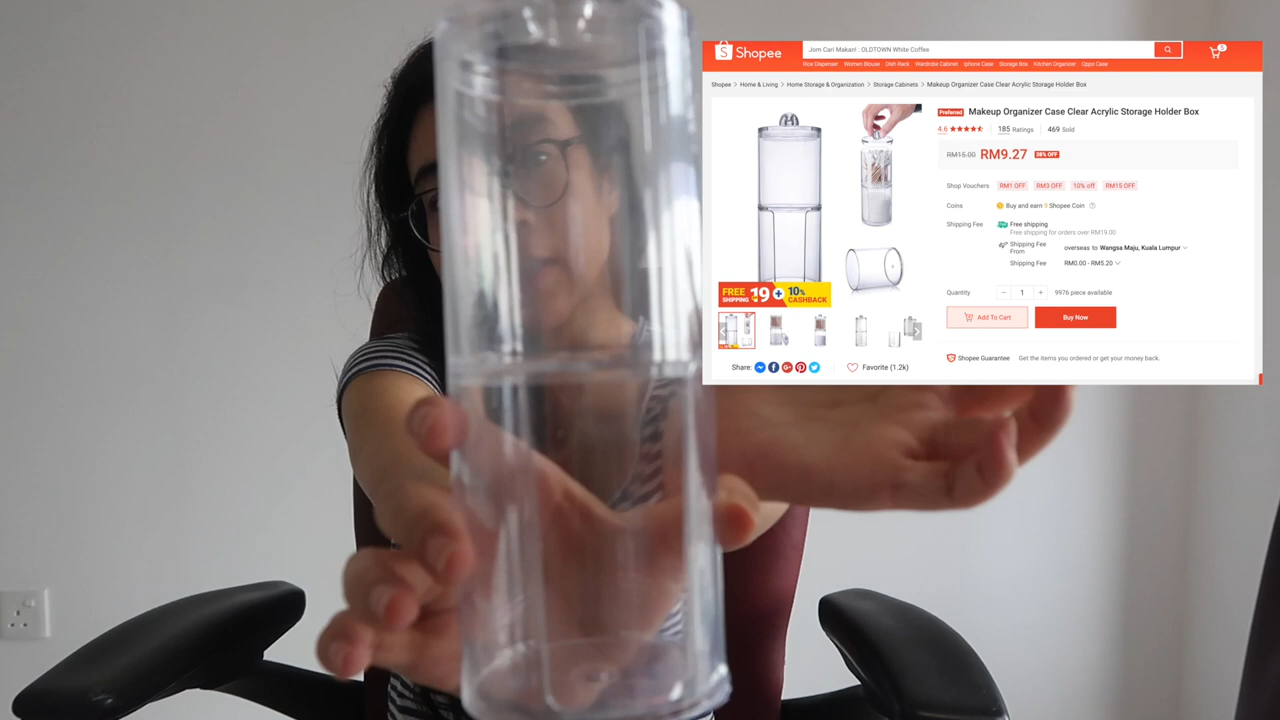 Shopee
Jom Cari Makan! : OLDTOWN White Coffee
5
Rice Dispenser Women Blouse Dish Rack Wardrobe Cabinet Iphone Case Storage Box Kitchen Organizer Oppo Case
Shopee > Home & Living > Home Storage & Organization > Storage Cabinets > Makeup Organizer Case Clear Acrylic Storage Holder Box
Preferred Makeup Organizer Case Clear Acrylic Storage Holder Box
4.6 185 Ratings 469 Sold
RM15.00 RM9.27 38% OFF
Shop Vouchers RM1 OFF RM3 OFF 10% off RM15 OFF
Coins Buy and earn 9 Shopee Coin
Shipping Fee Free shipping
Free shipping for orders over RM19.00
Shipping Fee From overseas to Wangsa Maju, Kuala Lumpur
Shipping Fee RM0.00 - RM5.20
FREE SHIPPING 19 + 10% CASHBACK
Quantity - 1 + 9976 piece available
Add To Cart Buy Now
Shopee Guarantee Get the items you ordered or get your money back.
Share: Favorite (1.2k)